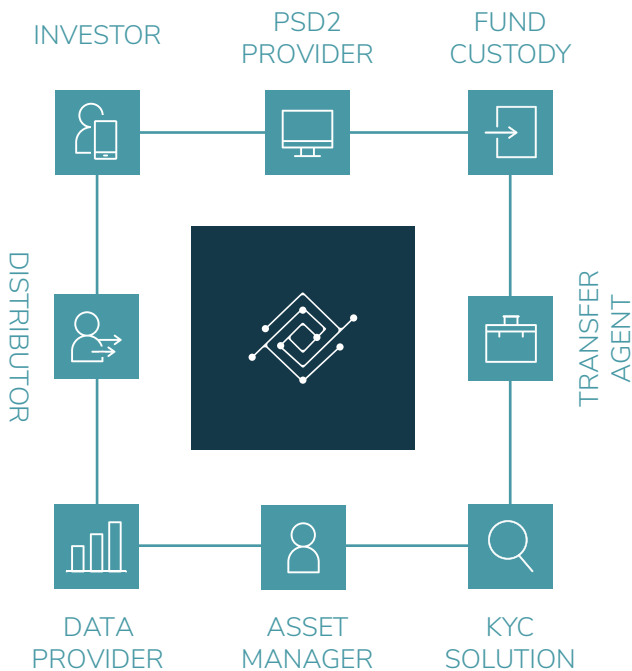 INVESTOR
PSD2
PROVIDER
FUND
CUSTODY
DISTRIBUTOR
TRANSFER
AGENT
DATA
PROVIDER
ASSET
MANAGER
KYC
SOLUTION